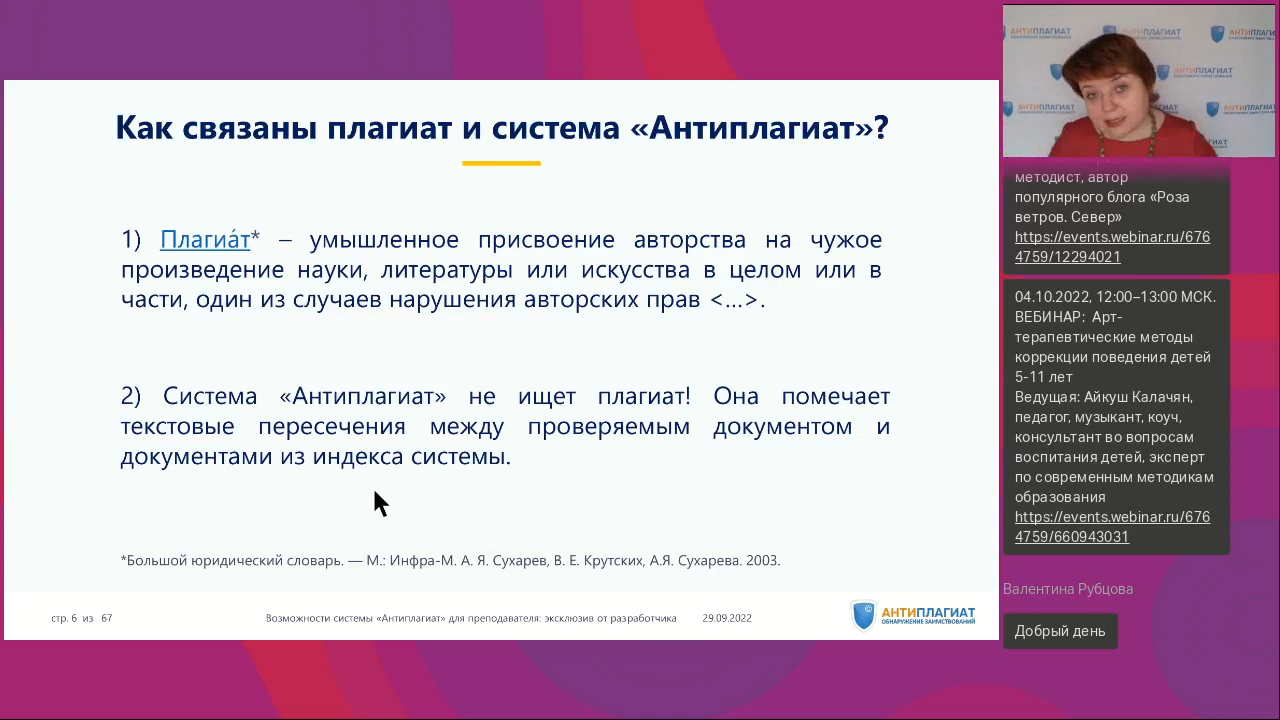 Как связаны плагиат и система «Антиплагиат»?
1) Плагиа́т* – умышленное присвоение авторства на чужое
произведение науки, литературы или искусства в целом или в
части, один из случаев нарушения авторских прав <...>.
2) Система «Антиплагиат» не ищет плагиат! Она помечает
текстовые пересечения между проверяемым документом и
документами из индекса системы.
*Большой юридический словарь. — М.: Инфра-М. А. Я. Сухарев, В. Е. Крутских, А.Я. Сухарева. 2003.
стр. 6 из 67
Возможности системы «Антиплагиат» для преподавателя: эксклюзив от разработчика
29.09.2022
АНТИПЛАГИАТ
ОБНАРУЖЕНИЕ ЗАИМСТВОВАНИЙ
АНТИПЛАГИАТ
методист, автор
популярного блога «Роза
ветров. Север»
https://events.webinar.ru/676
4759/12294021
04.10.2022, 12:00–13:00 МСК.
ВЕБИНАР: Арт-
терапевтические методы
коррекции поведения детей
5-11 лет
Ведущая: Айкуш Калачян,
педагог, музыкант, коуч,
консультант во вопросам
воспитания детей, эксперт
по современным методикам
образования
https://events.webinar.ru/676
4759/660943031
Валентина Рубцова
Добрый день